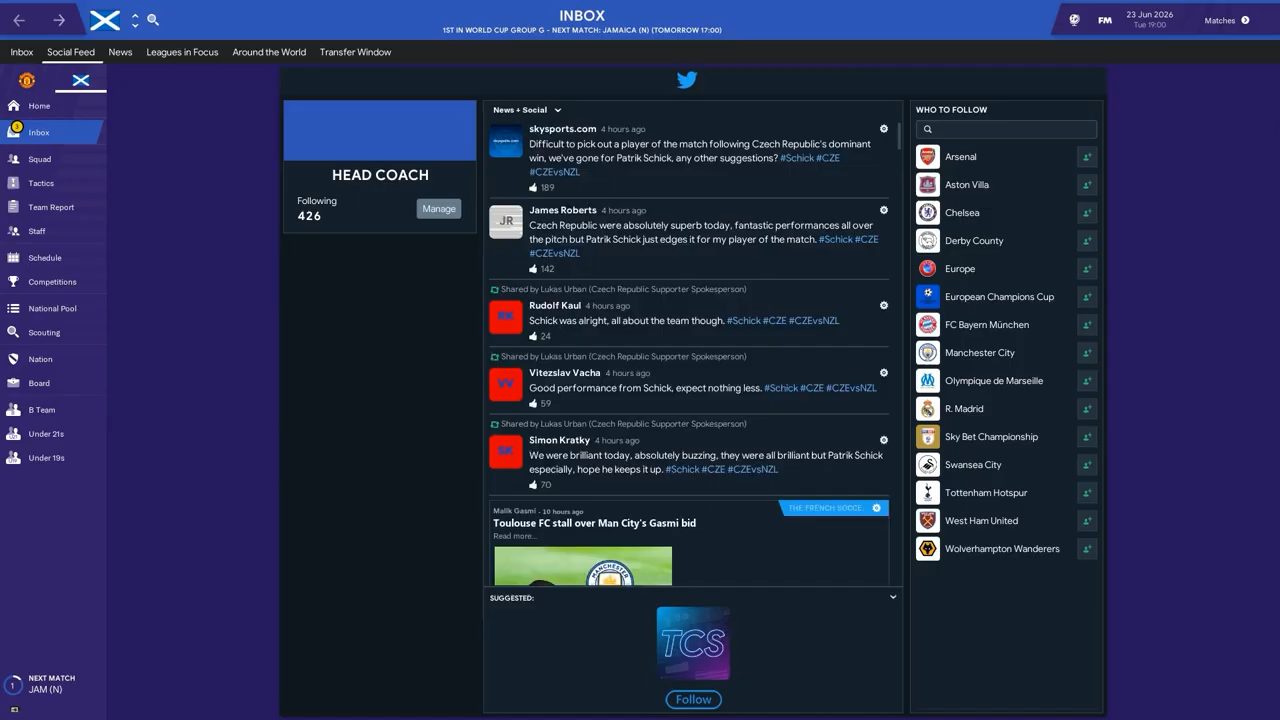 INBOX
1ST IN WORLD CUP GROUP G - NEXT MATCH: JAMAICA (N) (TOMORROW 17:00)
FM
23 Jun 2026
Tue 19:00
Matches
Inbox
Social Feed
News
Leagues in Focus
Around the World
Transfer Window
Home
3
Inbox
Squad
Tactics
Team Report
Staff
Schedule
Competitions
National Pool
Scouting
Nation
Board
B Team
Under 21s
Under 19s
1
NEXT MATCH
JAM (N)
HEAD COACH
Following
426
Manage
News + Social
skysports.com 4 hours ago
Difficult to pick out a player of the match following Czech Republic's dominant
win, we've gone for Patrik Schick, any other suggestions? #Schick #CZE
#CZEvsNZL
189
JR
James Roberts 4 hours ago
Czech Republic were absolutely superb today, fantastic performances all over
the pitch but Patrik Schick just edges it for my player of the match. #Schick #CZE
#CZEvsNZL
142
Shared by Lukas Urban (Czech Republic Supporter Spokesperson)
RK
Rudolf Kaul 4 hours ago
Schick was alright, all about the team though. #Schick #CZE #CZEvsNZL
24
Shared by Lukas Urban (Czech Republic Supporter Spokesperson)
VV
Vitezslav Vacha 4 hours ago
Good performance from Schick, expect nothing less. #Schick #CZE #CZEvsNZL
59
Shared by Lukas Urban (Czech Republic Supporter Spokesperson)
SK
Simon Kratky 4 hours ago
We were brilliant today, absolutely buzzing, they were all brilliant but Patrik Schick
especially, hope he keeps it up. #Schick #CZE #CZEvsNZL
70
Malik Gasmi - 10 hours ago
THE FRENCH SOCCE.
Toulouse FC stall over Man City's Gasmi bid
Read more...
MANCHESTER
SUGGESTED:
TCS
Follow
WHO TO FOLLOW
Arsenal
Aston Villa
Chelsea
Derby County
Europe
European Champions Cup
FC Bayern München
Manchester City
Olympique de Marseille
R. Madrid
Sky Bet Championship
Swansea City
Tottenham Hotspur
West Ham United
Wolverhampton Wanderers